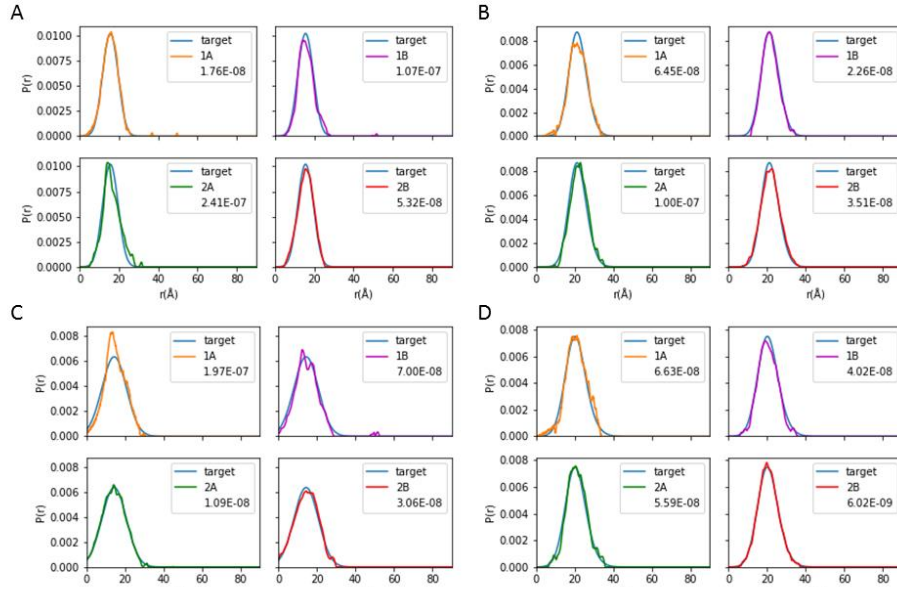 A
0.0100
0.0075
0.0050
0.0025
0.0000
P(r)
target
1A
1.76E-08
target
1B
1.07E-07
0.0100
0.0075
0.0050
0.0025
0.0000
P(r)
0 20 40 60 80
r(Å)
target
2A
2.41E-07
0 20 40 60 80
r(Å)
target
2B
5.32E-08
B
0.008
0.006
0.004
0.002
0.000
P(r)
target
1A
6.45E-08
target
1B
2.26E-08
0.008
0.006
0.004
0.002
0.000
P(r)
0 20 40 60 80
r(Å)
target
2A
1.00E-07
0 20 40 60 80
r(Å)
target
2B
3.51E-08
C
0.008
0.006
0.004
0.002
0.000
target
1A
1.97E-07
target
1B
7.00E-08
0.008
0.006
0.004
0.002
0.000
0 20 40 60 80
target
2A
1.09E-08
0 20 40 60 80
target
2B
3.06E-08
D
0.008
0.006
0.004
0.002
0.000
P(r)
target
1A
6.63E-08
target
1B
4.02E-08
0.008
0.006
0.004
0.002
0.000
P(r)
0 20 40 60 80
r(Å)
target
2A
5.59E-08
0 20 40 60 80
r(Å)
target
2B
6.02E-09